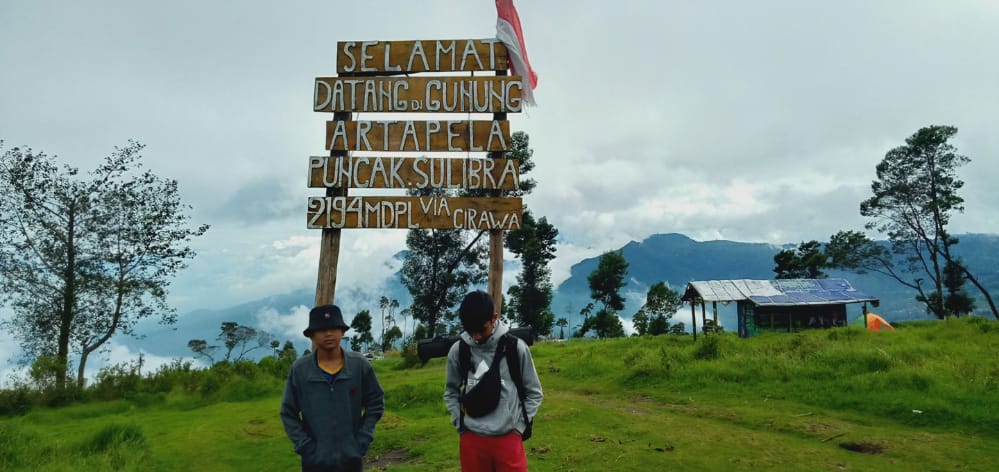 SELAMAT
DATANG di GUNUNG
ARTAPELA
PUNCAK.SULIBRA
2194 MDPL VIA CIRAWA